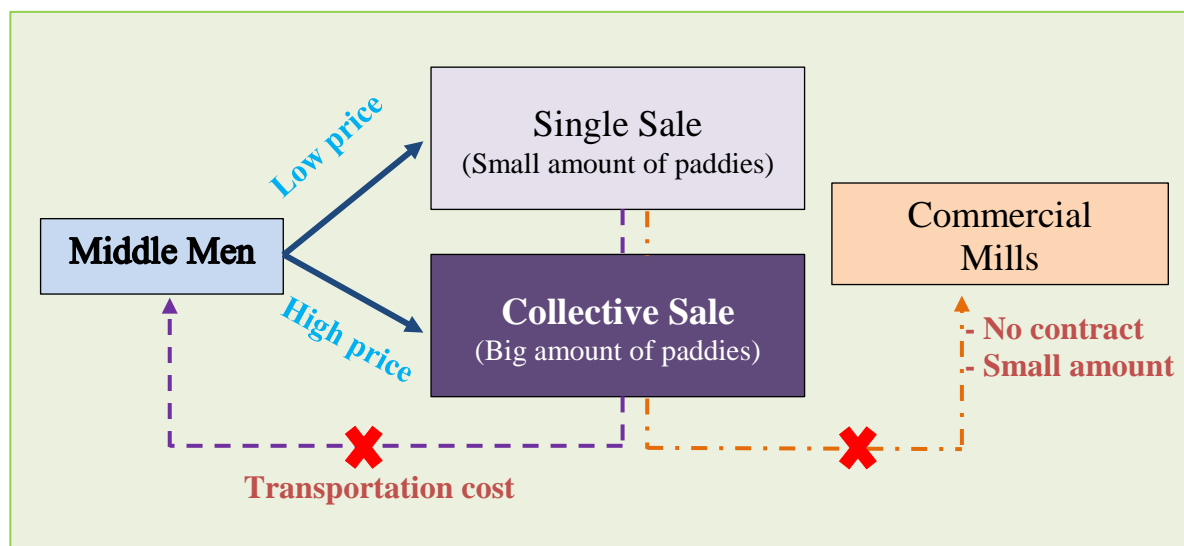 Low price
Single Sale
(Small amount of paddies)
Middle Men
Commercial
Mills
High price
Collective Sale
(Big amount of paddies)
- No contract
- Small amount
Transportation cost